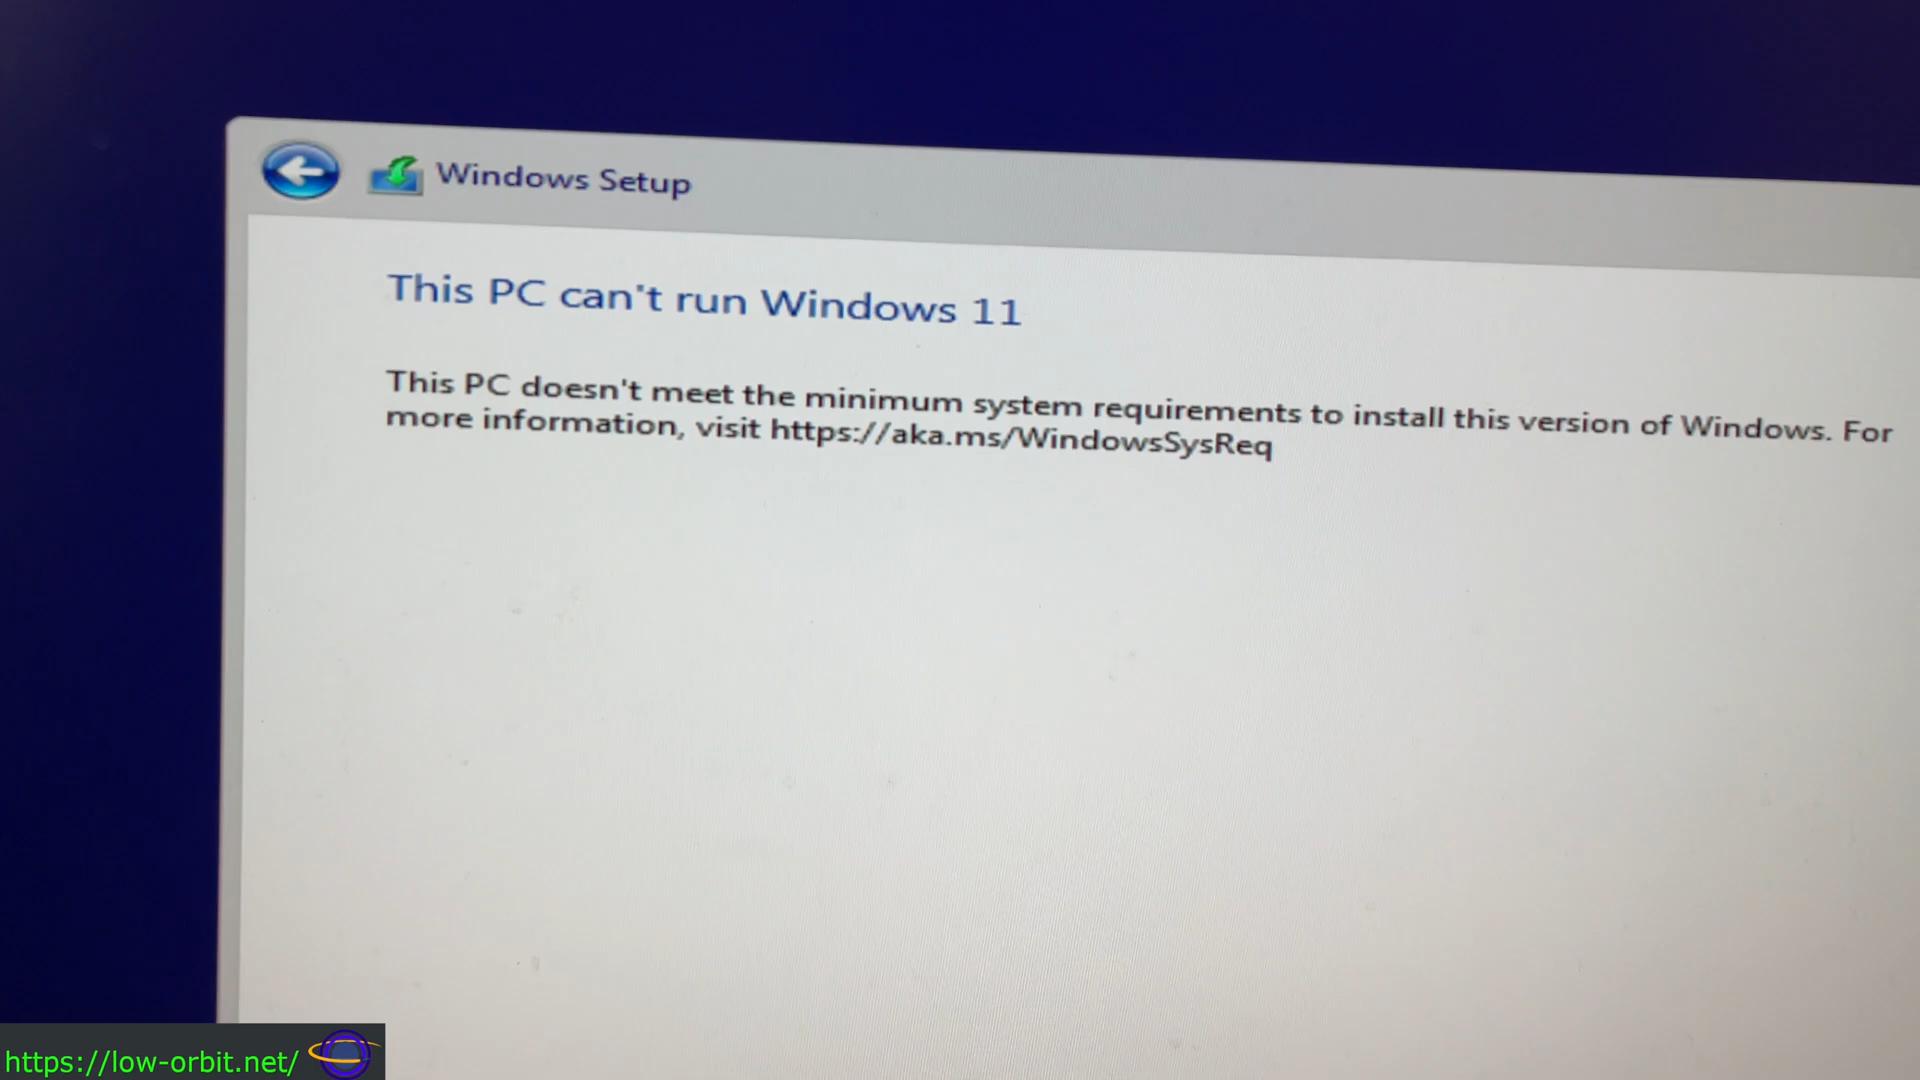 Windows Setup
This PC can't run Windows 11
This PC doesn't meet the minimum system requirements to install this version of Windows. For
more information, visit https://aka.ms/WindowsSysReq
https://low-orbit.net/